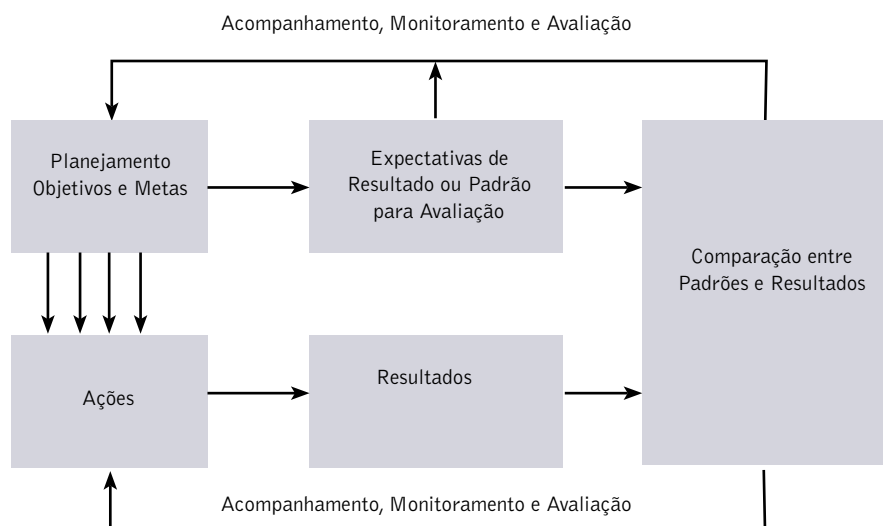 Acompanhamento, Monitoramento e Avaliação
Planejamento
Objetivos e Metas
Expectativas de
Resultado ou Padrão
para Avaliação
Comparação entre
Padrões e Resultados
Ações
Resultados
Acompanhamento, Monitoramento e Avaliação